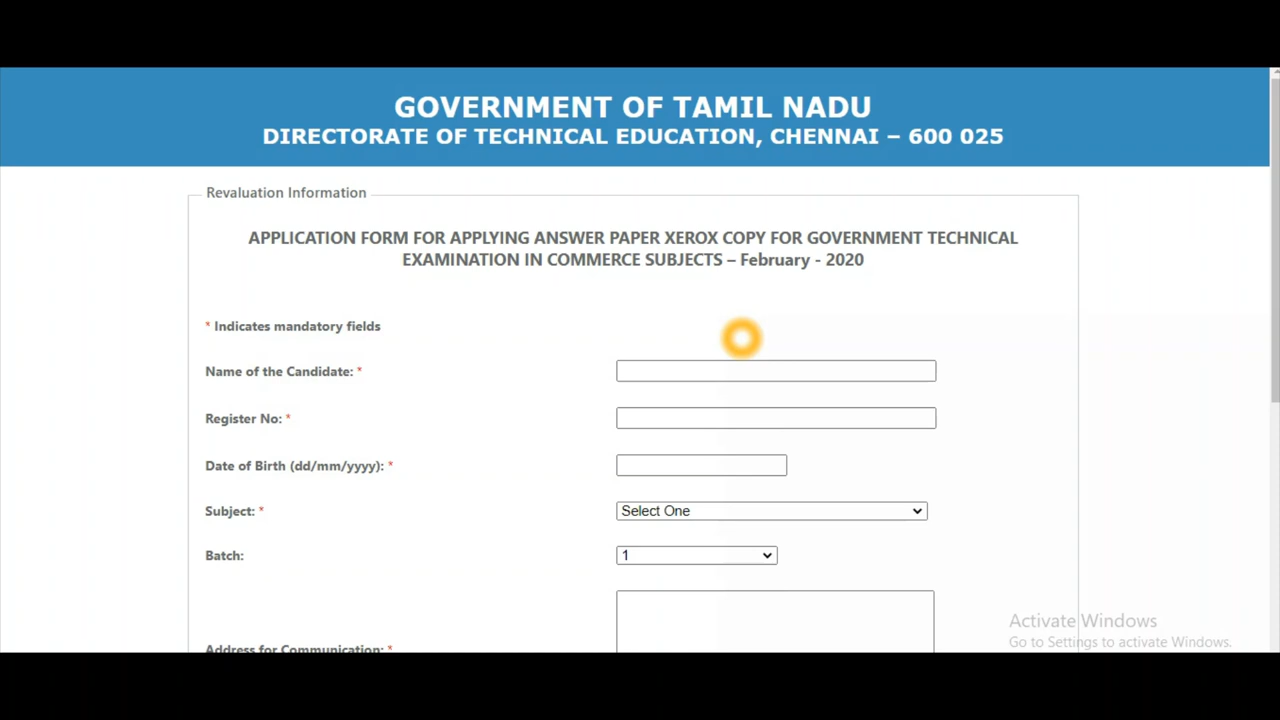 GOVERNMENT OF TAMIL NADU
DIRECTORATE OF TECHNICAL EDUCATION, CHENNAI – 600 025
Revaluation Information
APPLICATION FORM FOR APPLYING ANSWER PAPER XEROX COPY FOR GOVERNMENT TECHNICAL
EXAMINATION IN COMMERCE SUBJECTS – February - 2020
* Indicates mandatory fields
Name of the Candidate: *
Register No: *
Date of Birth (dd/mm/yyyy): *
Subject: * Select One
Batch: 1
Address for Communication: *
Activate Windows
Go to Settings to activate Windows.